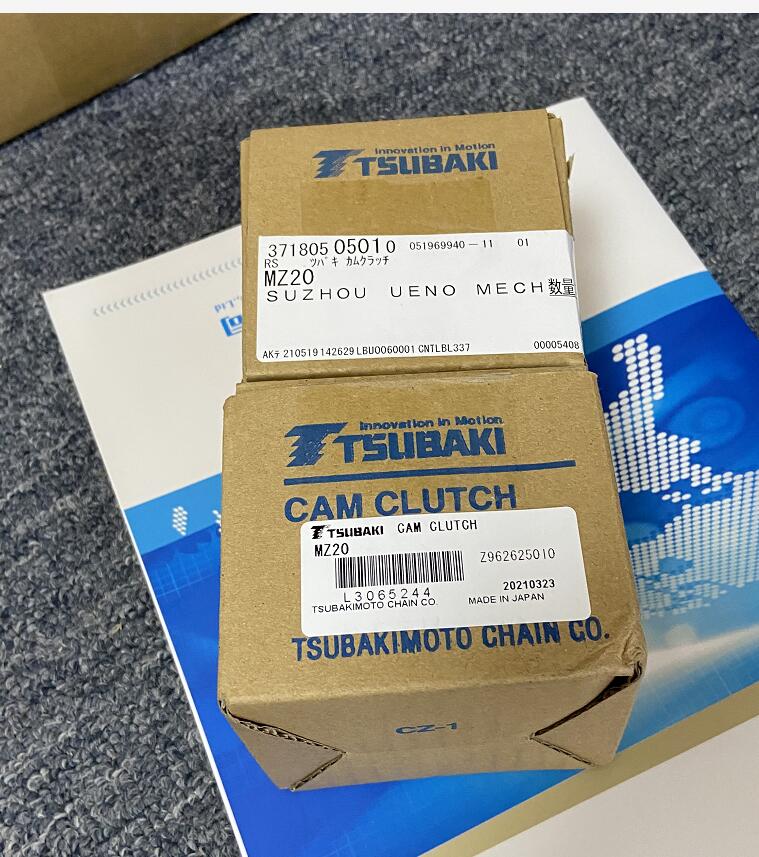 Innovation in Motion
TSUBAKI
371805 05010 051969940-11 01
RS ツバキ カムクラッチ
MZ20
SUZHOU UENO MECH 数量
AKテ 210519 142629 LBU0060001 CNTLBL337 00005408
Innovation in Motion
TSUBAKI
CAM CLUTCH
TSUBAKI CAM CLUTCH
MZ20
Z962625010
L3065244
20210323
TSUBAKIMOTO CHAIN CO. MADE IN JAPAN
TSUBAKIMOTO CHAIN CO.
CZ-1